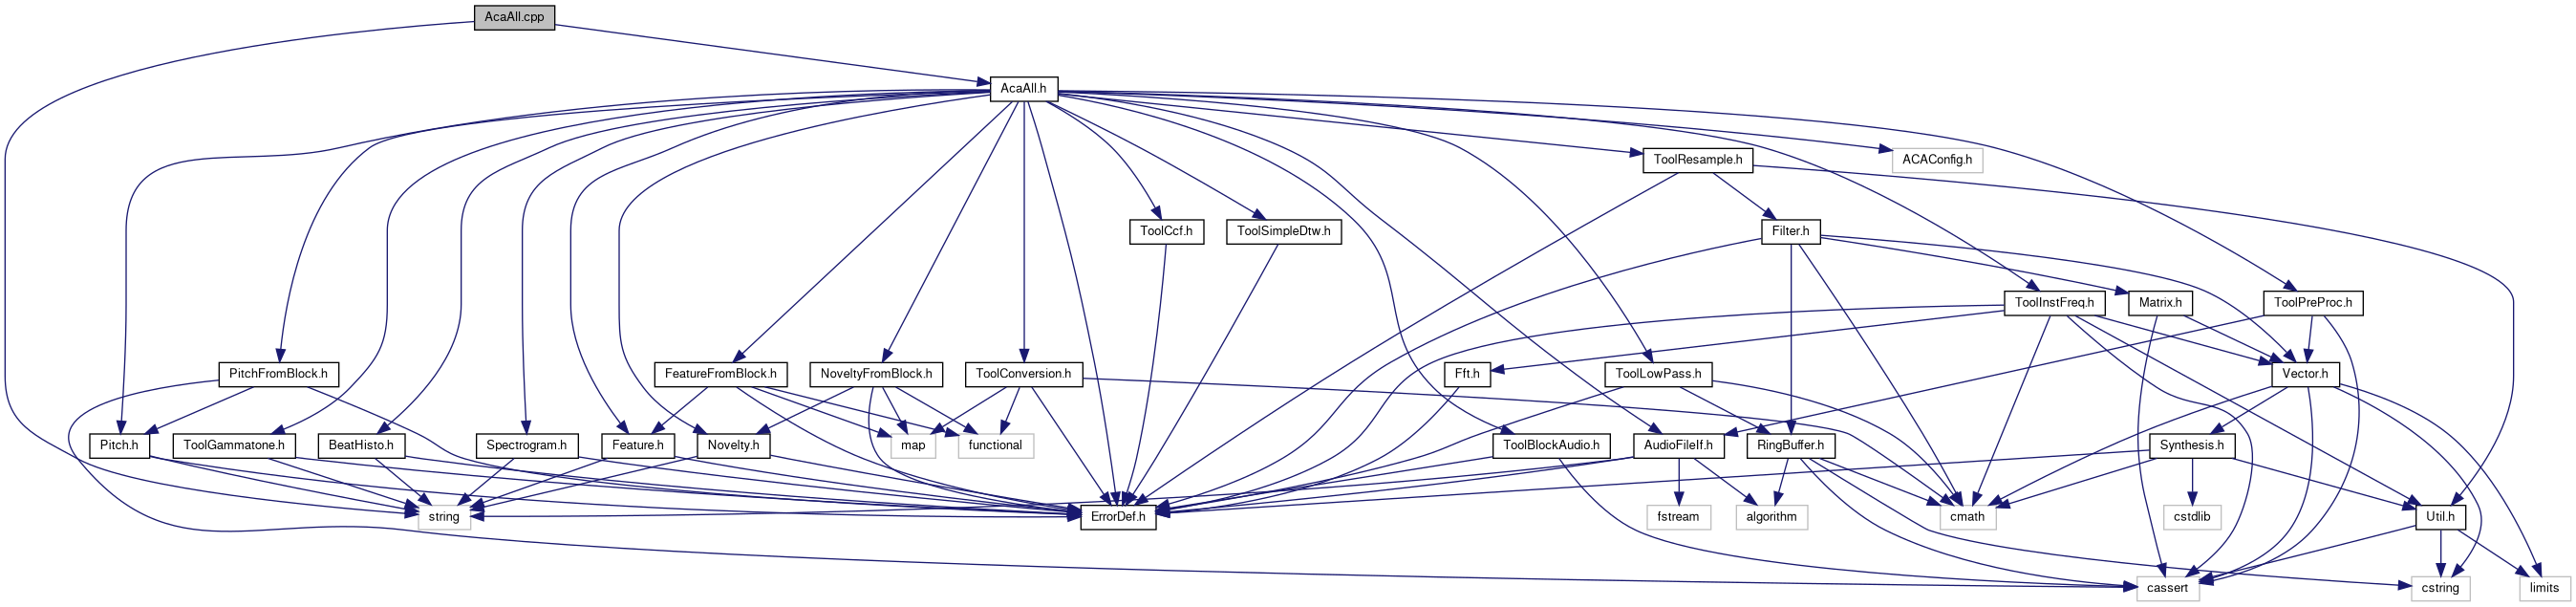 AcaAll.cpp
AcaAll.h
ToolResample.h
ACAConfig.h
ToolCcf.h
ToolSimpleDtw.h
Filter.h
ToolInstFreq.h
Matrix.h
ToolPreProc.h
PitchFromBlock.h
FeatureFromBlock.h
NoveltyFromBlock.h
ToolConversion.h
Fft.h
ToolLowPass.h
Vector.h
Pitch.h
ToolGammatone.h
BeatHisto.h
Spectrogram.h
Feature.h
Novelty.h
map
functional
ToolBlockAudio.h
AudioFileIf.h
RingBuffer.h
Synthesis.h
string
ErrorDef.h
fstream
algorithm
cmath
cstdlib
Util.h
cassert
cstring
limits